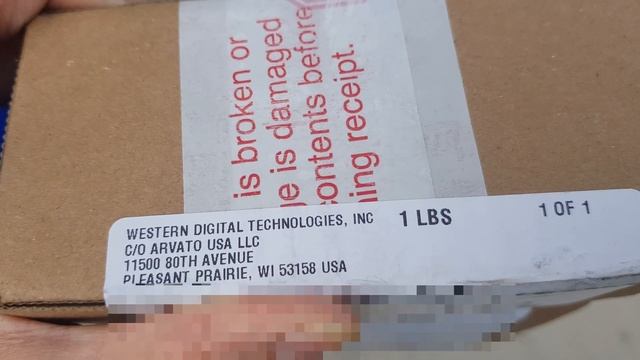 is broken or
ge is damaged
contents before
ning receipt.
WESTERN DIGITAL TECHNOLOGIES, INC 1 LBS 1 OF 1
C/O ARVATO USA LLC
11500 80TH AVENUE
PLEASANT PRAIRIE, WI 53158 USA